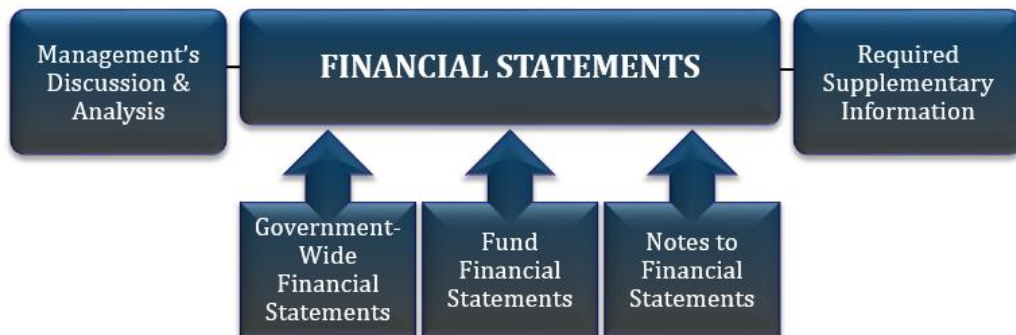 Management’s
Discussion &
Analysis
FINANCIAL STATEMENTS
Required
Supplementary
Information
Government-
Wide
Financial
Statements
Fund
Financial
Statements
Notes to
Financial
Statements